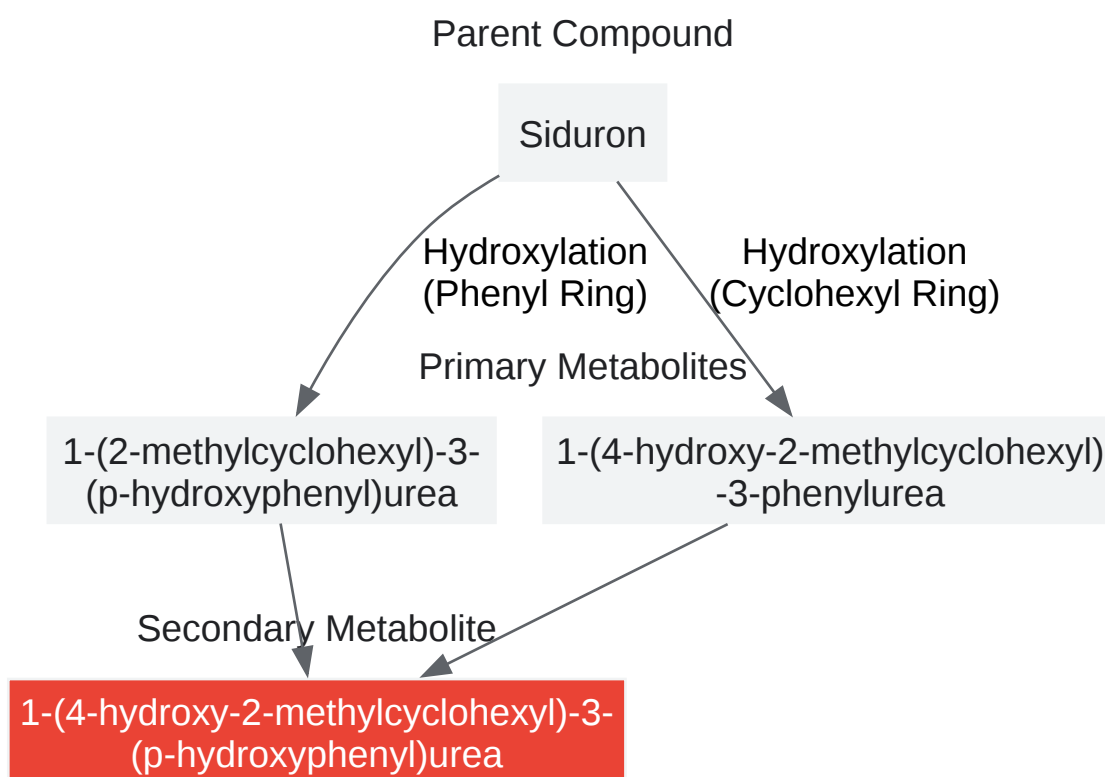 Parent Compound
Siduron
Hydroxylation
(Phenyl Ring)
Hydroxylation
(Cyclohexyl Ring)
Primary Metabolites
1-(2-methylcyclohexyl)-3-
(p-hydroxyphenyl)urea
1-(4-hydroxy-2-methylcyclohexyl)
-3-phenylurea
Secondary Metabolite
1-(4-hydroxy-2-methylcyclohexyl)-3-
(p-hydroxyphenyl)urea